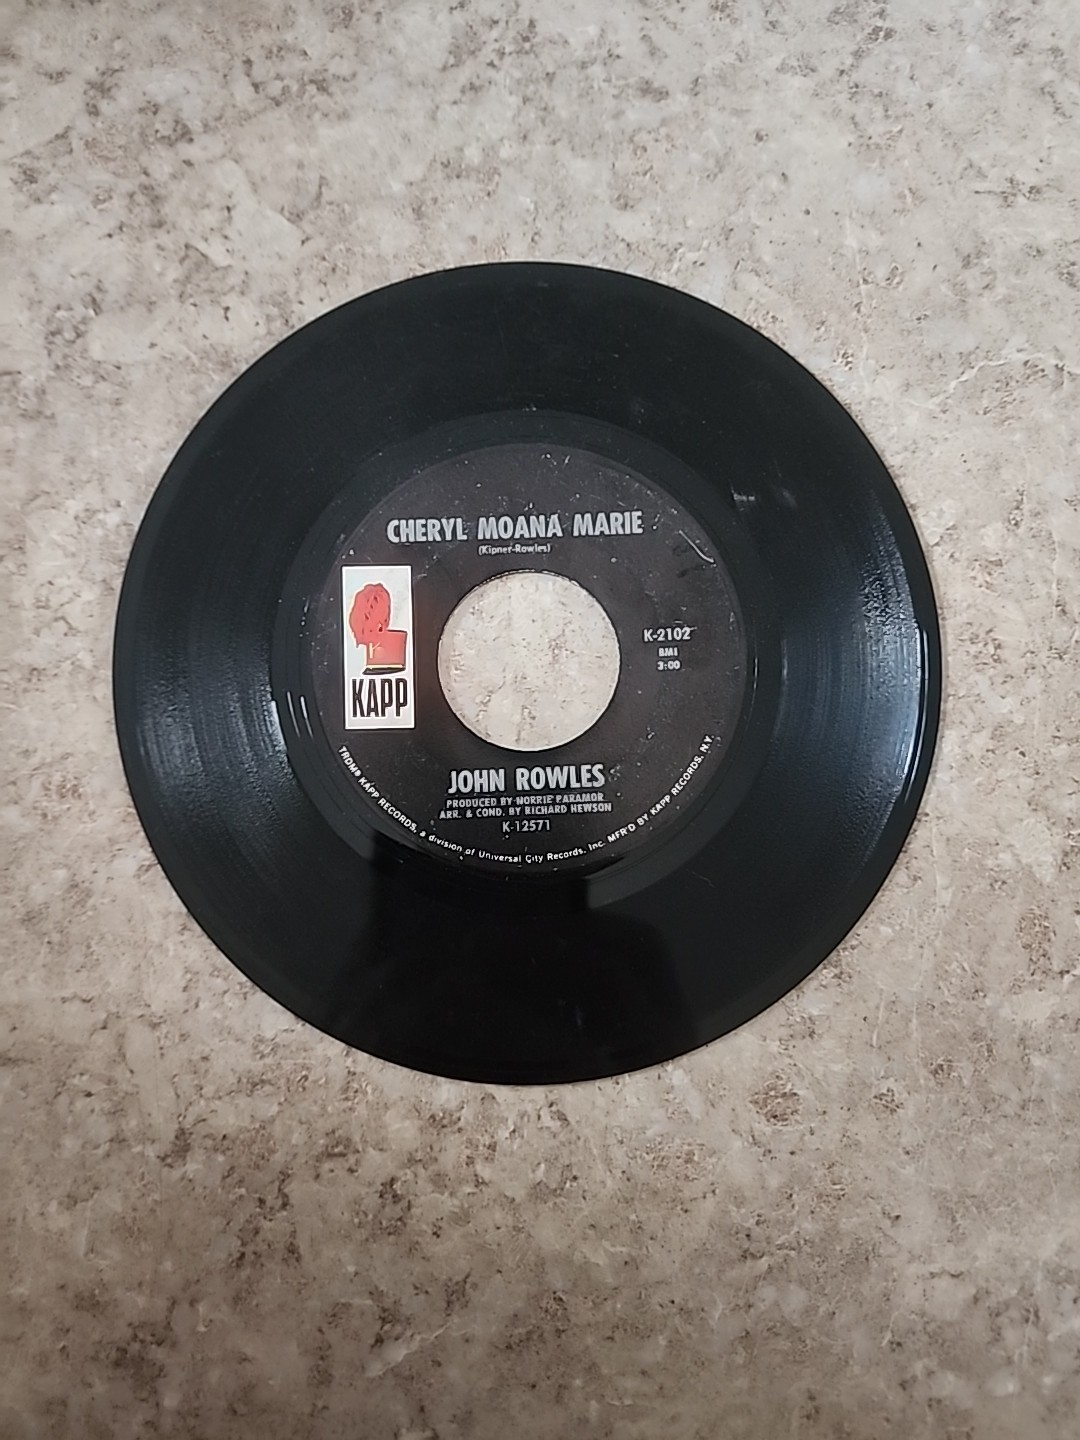 CHERYL MOANA MARIE
(Kipner-Rowles)
K
KAPP
K-2102
BMI
3:00
JOHN ROWLES
PRODUCED BY NORRIE PARAMOR
ARR. & COND. BY RICHARD HEWSON
K-12571
TRDM® KAPP RECORDS, a division of Universal City Records, Inc. MFR'D BY KAPP RECORDS, N.Y.